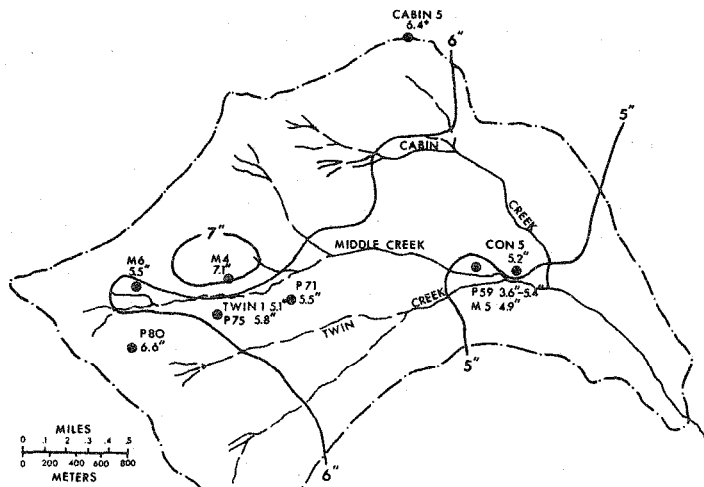 CABIN 5
6.4"
6"
5"
CABIN
CREEK
7"
M6
5.5"
M4
7.1"
MIDDLE CREEK
CON 5
5.2"
P71
5.5"
TWIN 1 5.1"
P75 5.8"
P59 3.6"-5.4"
M 5 4.9"
CREEK
TWIN
P80
6.6"
5"
6"
MILES
0 .1 .2 .3 .4 .5
0 200 400 600 800
METERS